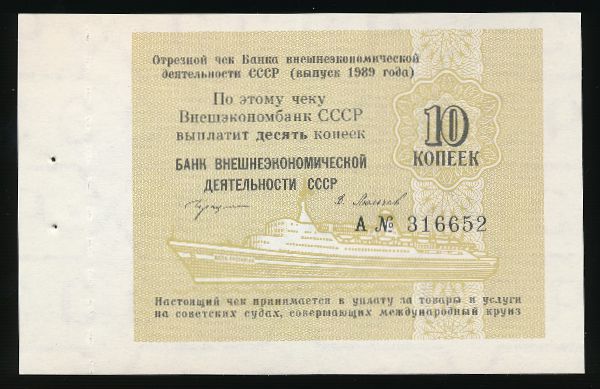 Отрезной чек Банка внешнеэкономической
деятельности СССР (выпуск 1989 года)
По этому чеку
Внешэкономбанк СССР
выплатит десять копеек
10
КОПЕЕК
БАНК ВНЕШНЕЭКОНОМИЧЕСКОЙ
ДЕЯТЕЛЬНОСТИ СССР
А № 316652
Настоящий чек принимается в уплату за товары и услуги
на советских судах, совершающих международный круиз